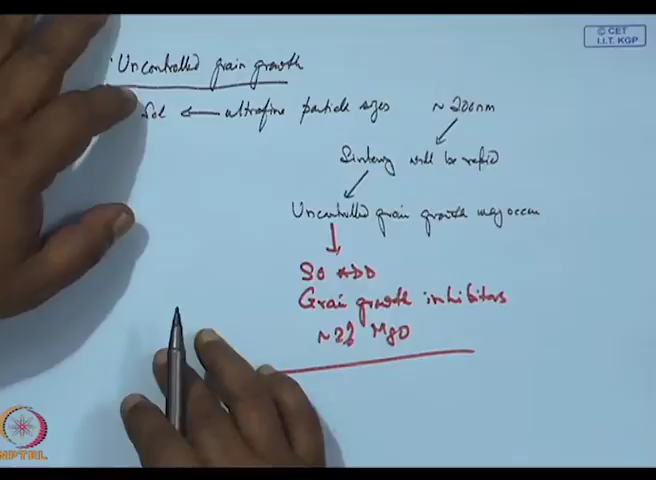 © CET
I.I.T. KGP
Uncontrolled grain growth
Sol ← ultrafine particle sizes ~ 200nm
Sintering will be rapid
Uncontrolled grain growth may occur
SO ADD
Grain growth inhibitors
~2% MgO
NPTEL